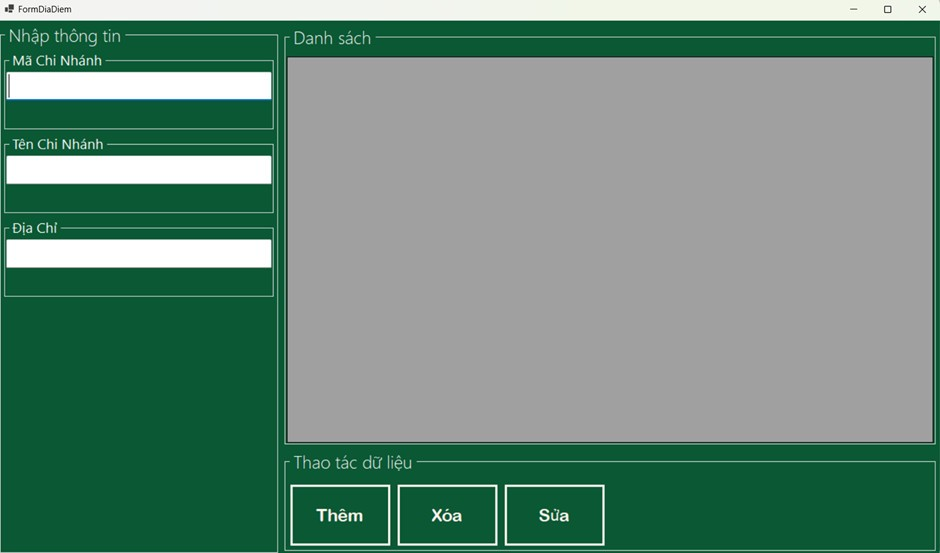 FormDiaDiem
Nhập thông tin
Mã Chi Nhánh
Tên Chi Nhánh
Địa Chỉ
Danh sách
Thao tác dữ liệu
Thêm
Xóa
Sửa